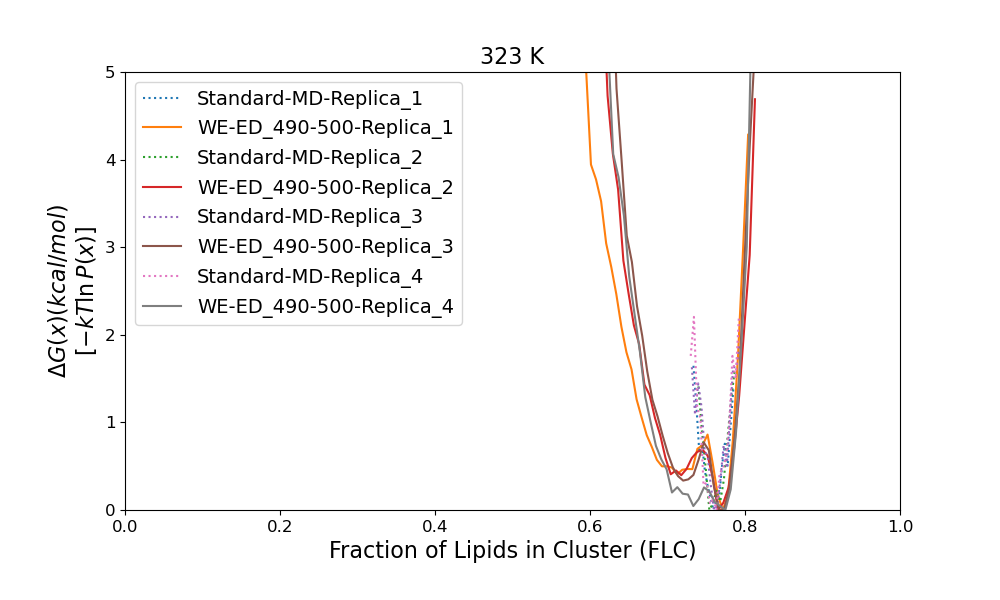 323 K
5
4
3
2
1
0
ΔG(x)(kcal/mol)
[−kT ln P(x)]
Standard-MD-Replica_1
WE-ED_490-500-Replica_1
Standard-MD-Replica_2
WE-ED_490-500-Replica_2
Standard-MD-Replica_3
WE-ED_490-500-Replica_3
Standard-MD-Replica_4
WE-ED_490-500-Replica_4
0.0 0.2 0.4 0.6 0.8 1.0
Fraction of Lipids in Cluster (FLC)